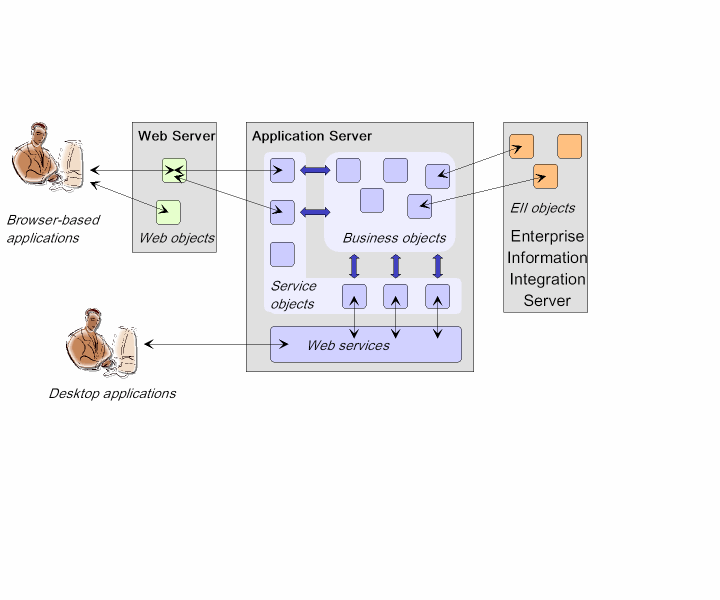 Web Server
Application Server
Browser-based
applications
Web objects
Business objects
EII objects
Enterprise
Information
Integration
Server
Service
objects
Web services
Desktop applications